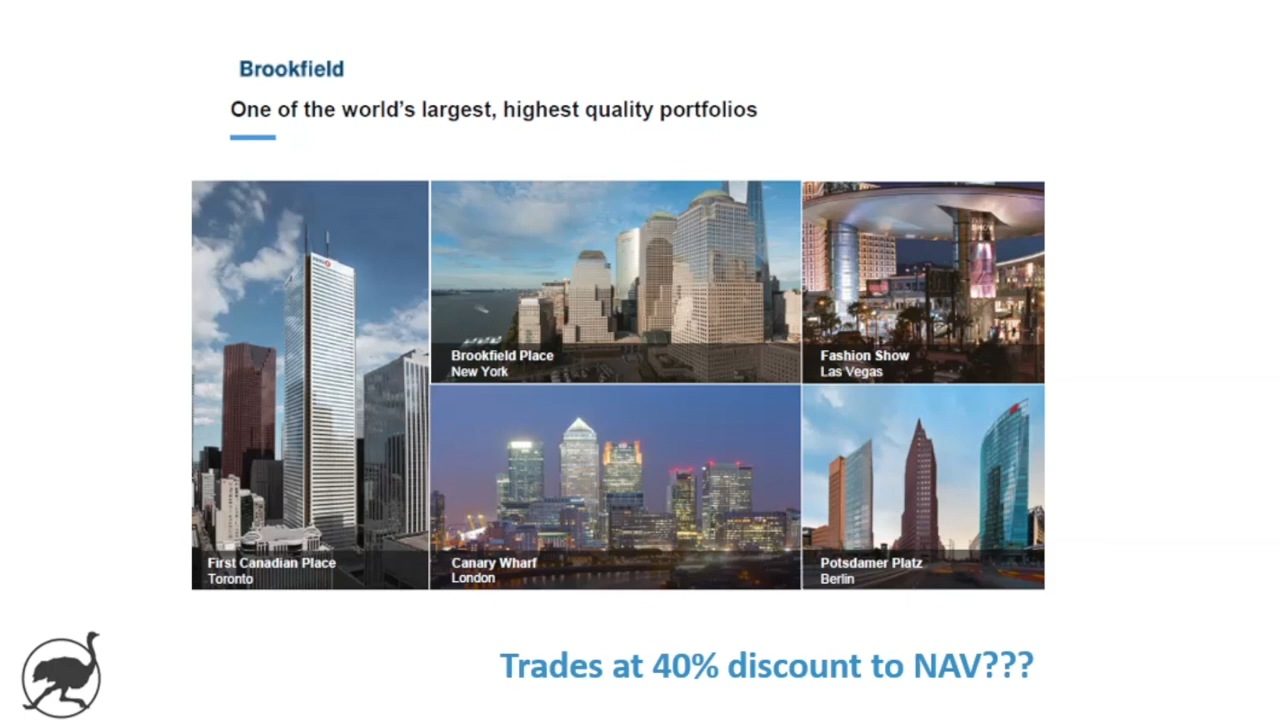 Brookfield
One of the world's largest, highest quality portfolios
First Canadian Place
Toronto
Brookfield Place
New York
Fashion Show
Las Vegas
Canary Wharf
London
Potsdamer Platz
Berlin
Trades at 40% discount to NAV???